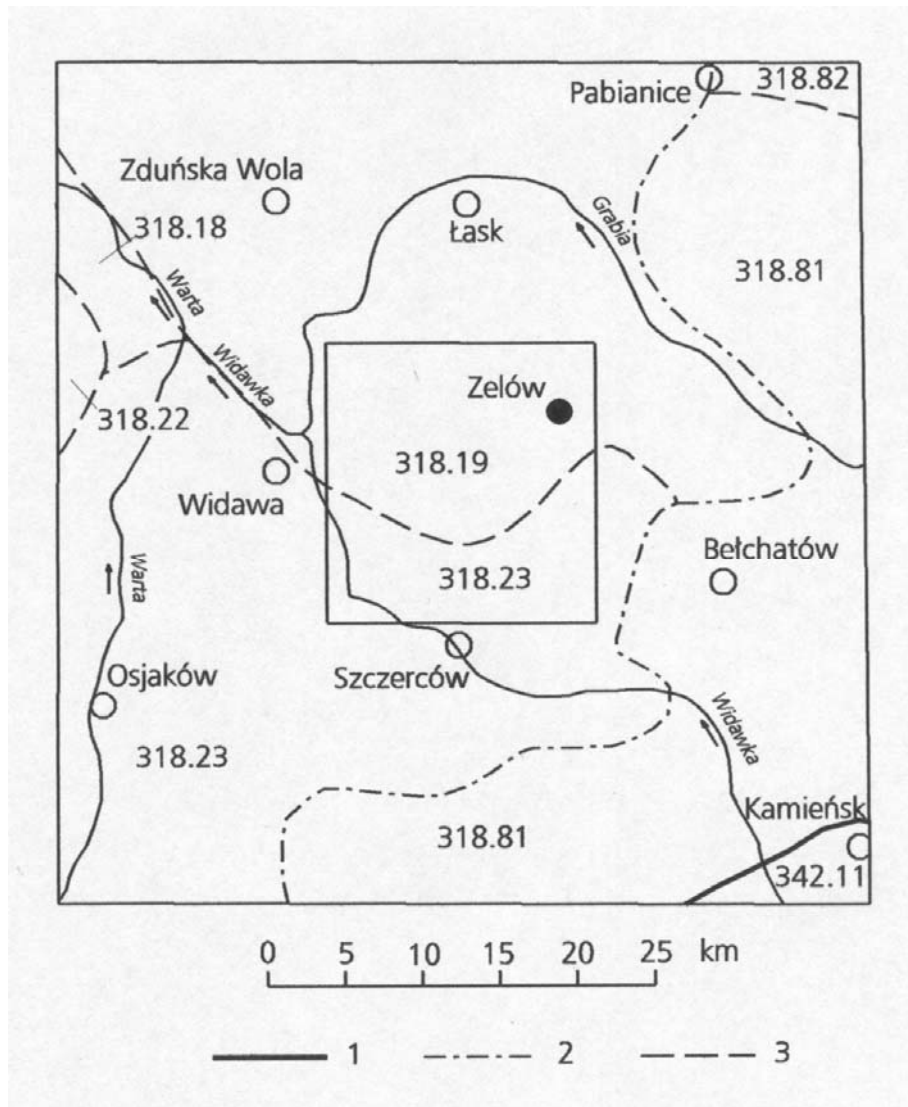 Pabianice
318.82
Zduńska Wola
318.18
Łask
Grabia
318.81
Warta
Widawka
Zelów
318.22
318.19
Widawa
Bełchatów
318.23
Warta
Szczerców
Osjaków
Widawka
318.23
Kamieńsk
318.81
342.11
0 5 10 15 20 25 km
1 2 3